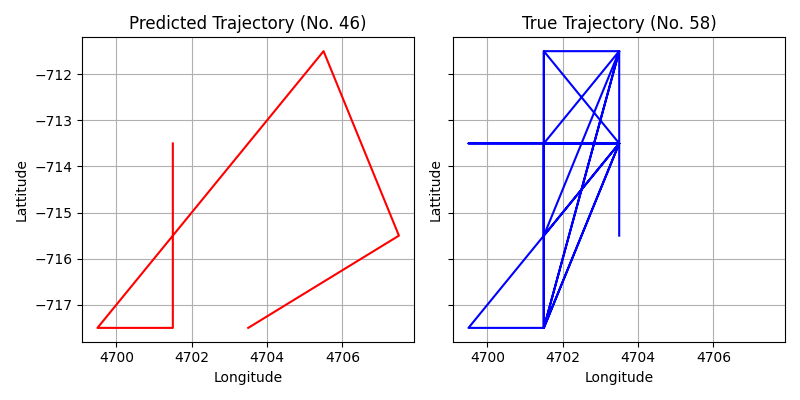 Predicted Trajectory (No. 46)
Lattitude
−712
−713
−714
−715
−716
−717
4700
4702
4704
4706
Longitude
True Trajectory (No. 58)
Lattitude
4700
4702
4704
4706
Longitude